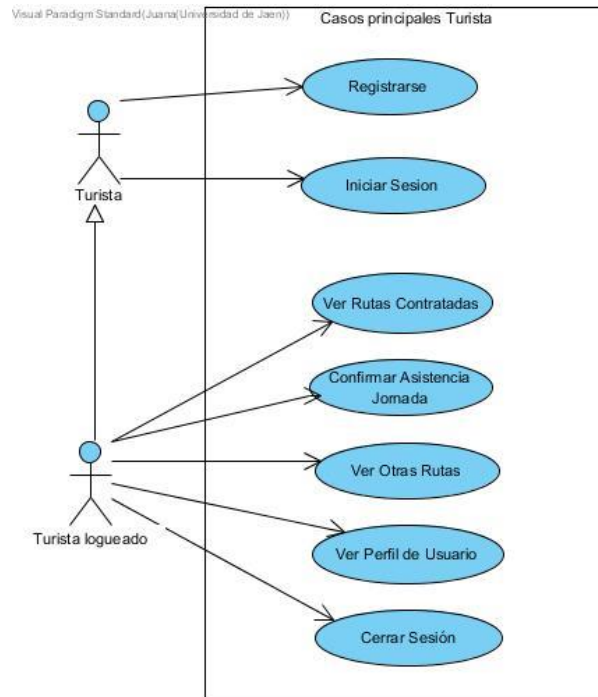 Visual Paradigm Standard(Juana(Universidad de Jaen))
Casos principales Turista
Registrarse
Turista
Iniciar Sesion
Ver Rutas Contratadas
Confirmar Asistencia
Jornada
Ver Otras Rutas
Turista logueado
Ver Perfil de Usuario
Cerrar Sesión